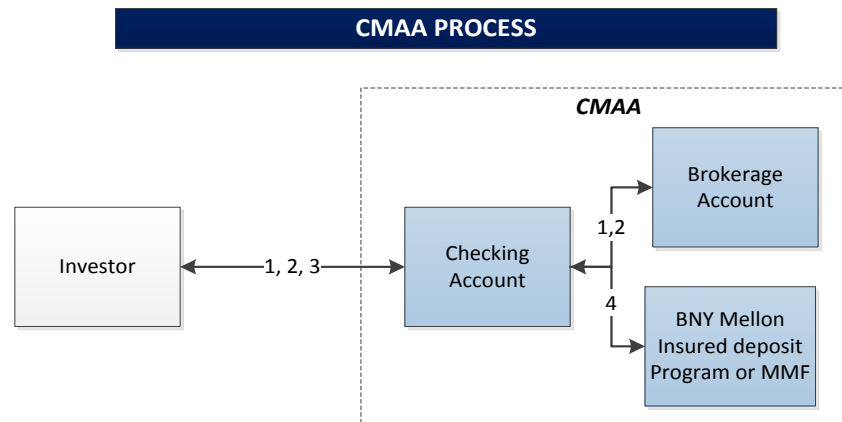 CMAA PROCESS
CMAA
Brokerage
Account
1,2
Investor
1, 2, 3
Checking
Account
4
BNY Mellon
Insured deposit
Program or MMF